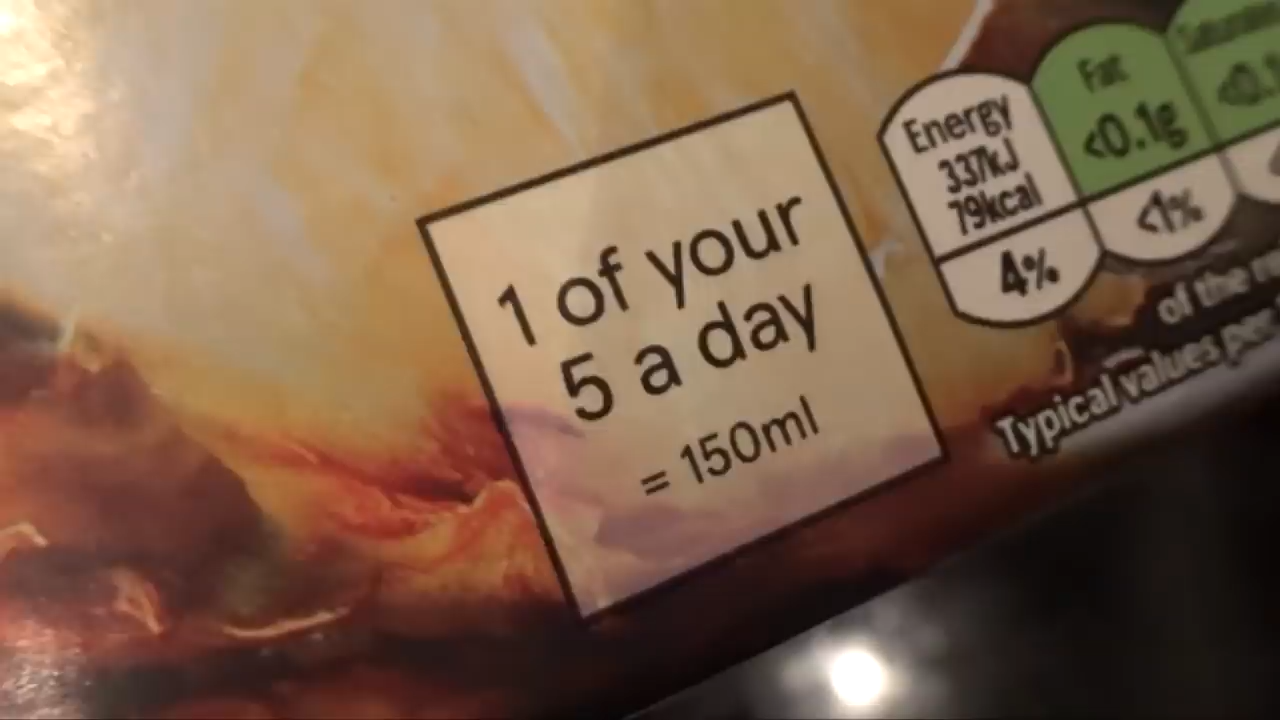 1 of your
5 a day
= 150ml
Energy
337kJ
79kcal
4%
Fat
<0.1g
<1%
of the
Typical values per